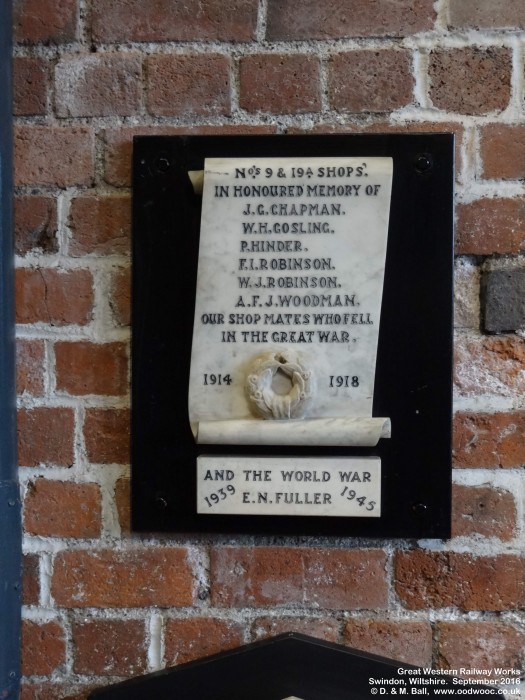 Nos 9 & 19A SHOPS.
IN HONOURED MEMORY OF
J.G.CHAPMAN.
W.H.GOSLING.
P.HINDER.
F.I.ROBINSON.
W.J.ROBINSON.
A.F.J.WOODMAN.
OUR SHOP MATES WHO FELL
IN THE GREAT WAR.
1914 1918
AND THE WORLD WAR
1939 E.N.FULLER 1945
Great Western Railway Works
Swindon, Wiltshire. September 2016
© D. & M. Ball, www.oodwooc.co.uk